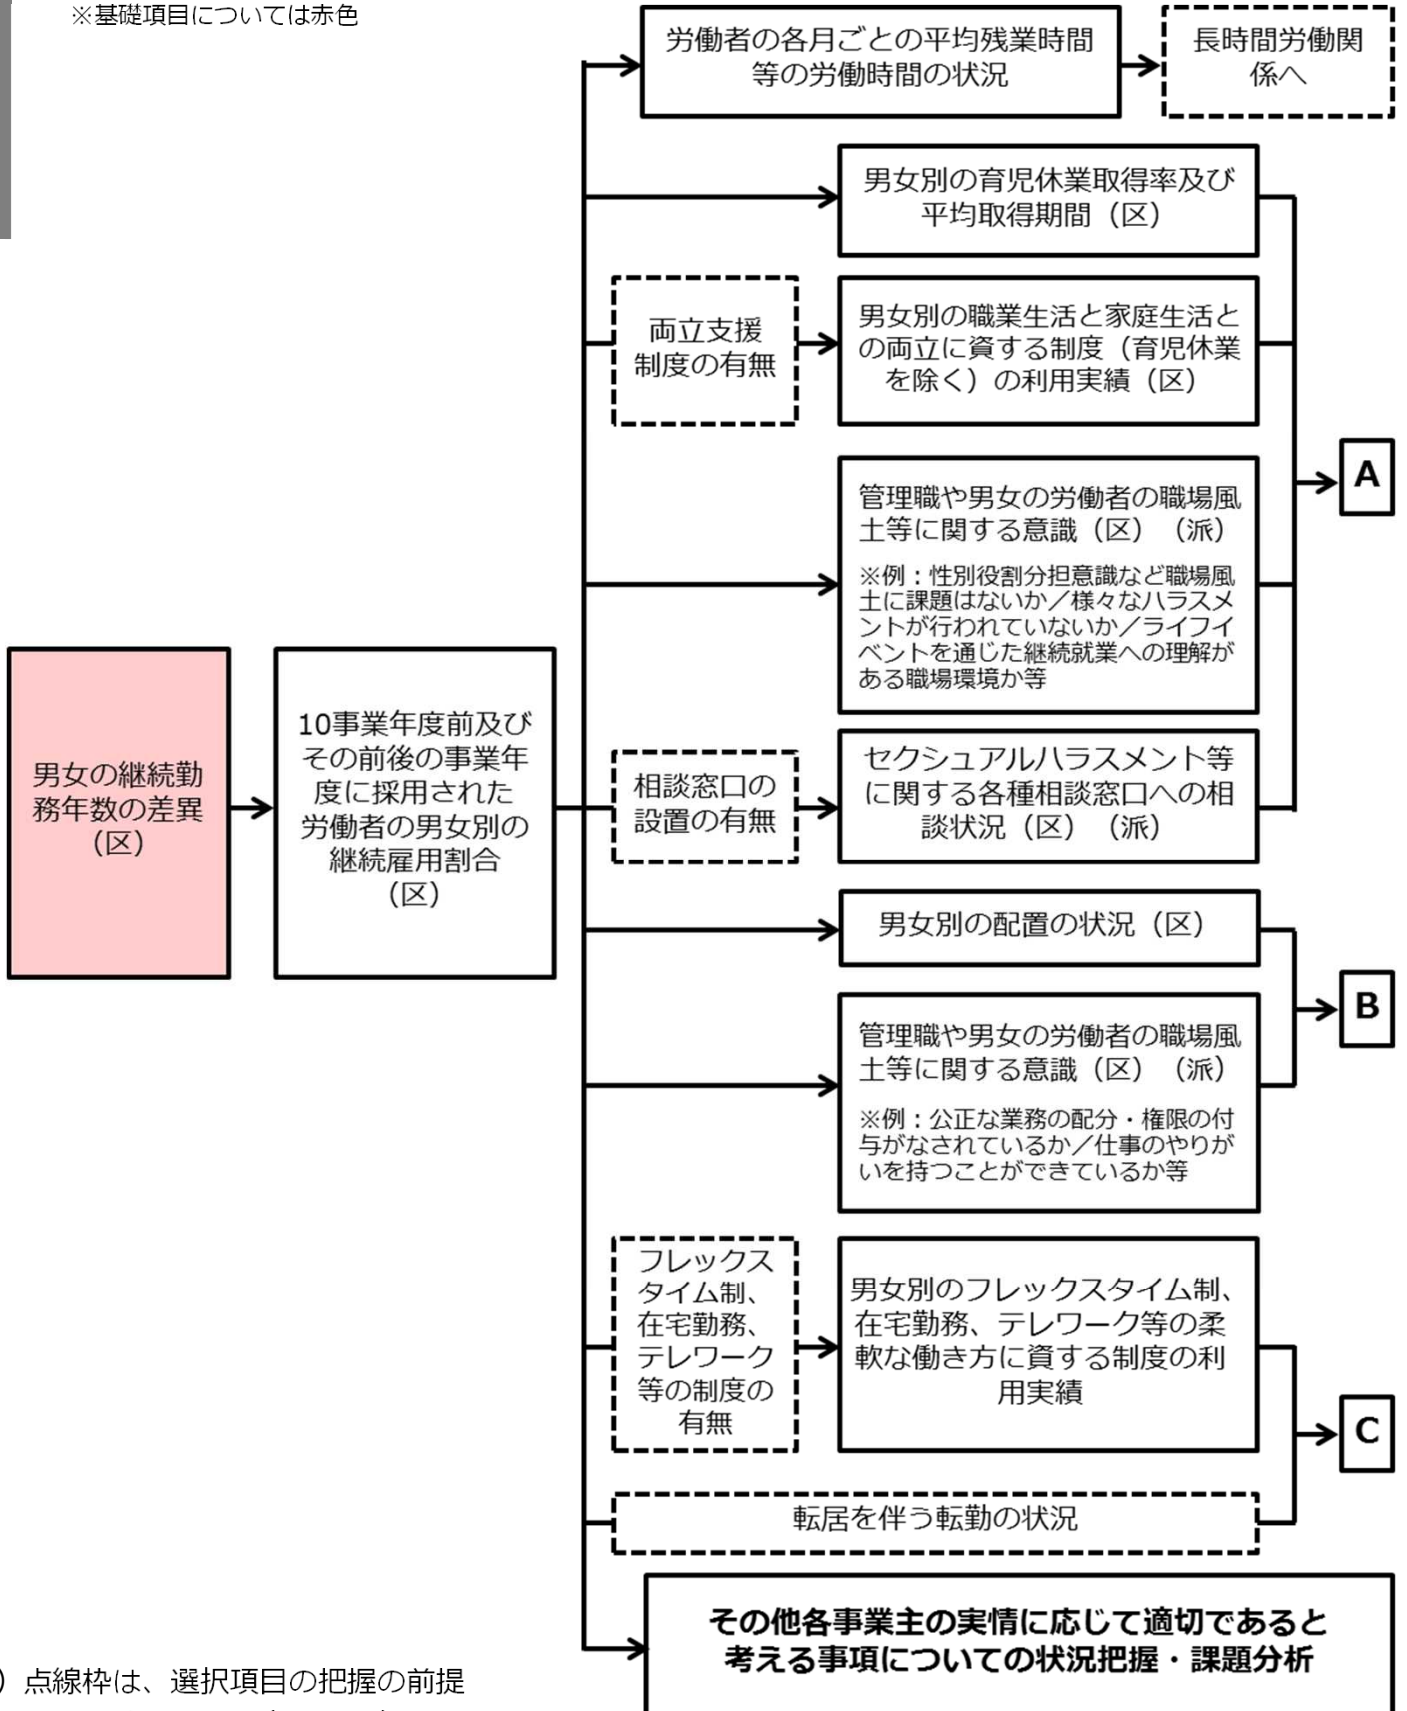 ※基礎項目については赤色
労働者の各月ごとの平均残業時間
等の労働時間の状況
長時間労働関
係へ
男女別の育児休業取得率及び
平均取得期間（区）
両立支援
制度の有無
男女別の職業生活と家庭生活と
の両立に資する制度（育児休業
を除く）の利用実績（区）
管理職や男女の労働者の職場風
土等に関する意識（区）（派）
※例：性別役割分担意識など職場風
土に課題はないか／様々なハラスメ
ントが行われていないか／ライフイ
ベントを通じた継続就業への理解が
ある職場環境か等
A
男女の継続勤
務年数の差異
（区）
10事業年度前及び
その前後の事業年
度に採用された
労働者の男女別の
継続雇用割合
（区）
相談窓口の
設置の有無
セクシュアルハラスメント等
に関する各種相談窓口への相
談状況（区）（派）
男女別の配置の状況（区）
管理職や男女の労働者の職場風
土等に関する意識（区）（派）
※例：公正な業務の配分・権限の付
与がなされているか／仕事のやりが
いを持つことができているか等
B
フレックス
タイム制、
在宅勤務、
テレワーク
等の制度の
有無
男女別のフレックスタイム制、
在宅勤務、テレワーク等の柔
軟な働き方に資する制度の利
用実績
C
転居を伴う転勤の状況
その他各事業主の実情に応じて適切であると
考える事項についての状況把握・課題分析
）点線枠は、選択項目の把握の前提